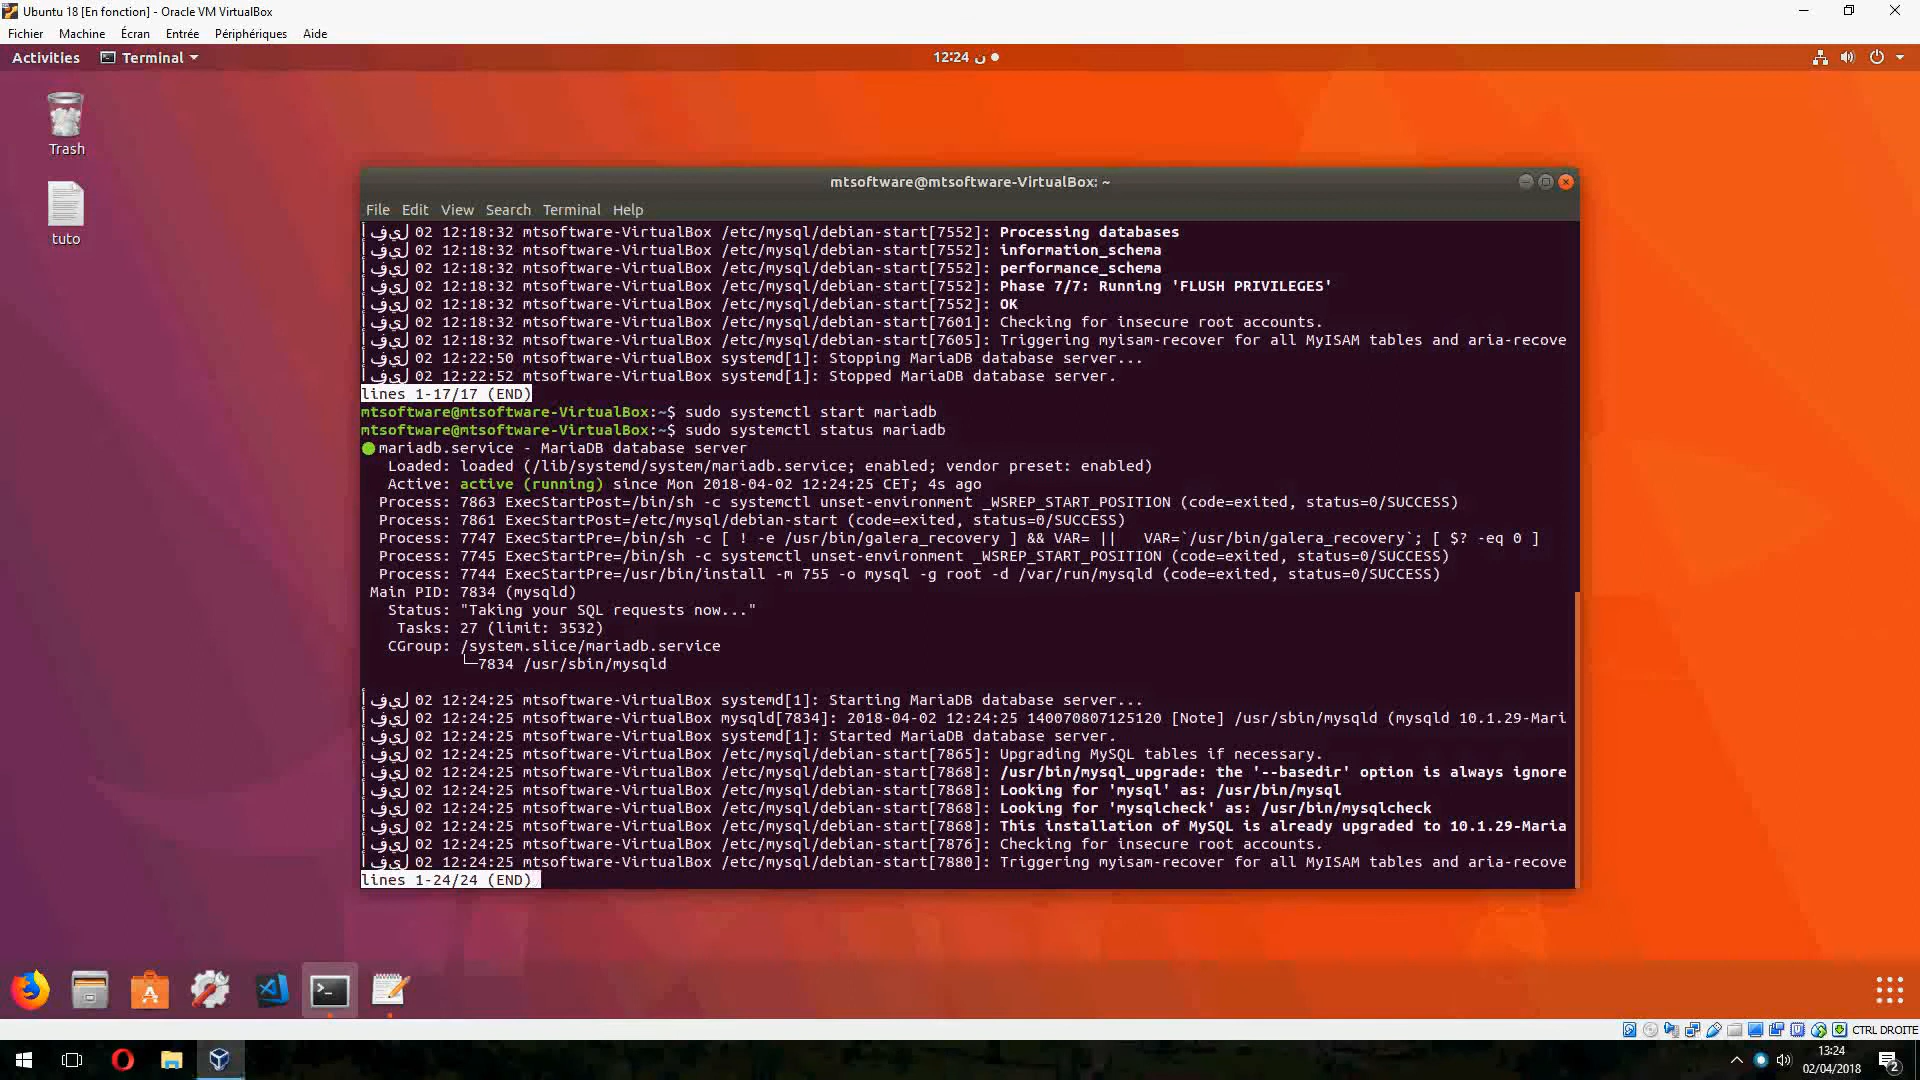 Ubuntu 18 [En fonction] - Oracle VM VirtualBox
Fichier Machine Écran Entrée Périphériques Aide
Activities Terminal 12:24 ن
Trash
tuto
mtsoftware@mtsoftware-VirtualBox: ~
File Edit View Search Terminal Help
02 12:18:32 mtsoftware-VirtualBox /etc/mysql/debian-start[7552]: Processing databases
02 12:18:32 mtsoftware-VirtualBox /etc/mysql/debian-start[7552]: information_schema
02 12:18:32 mtsoftware-VirtualBox /etc/mysql/debian-start[7552]: performance_schema
02 12:18:32 mtsoftware-VirtualBox /etc/mysql/debian-start[7552]: Phase 7/7: Running 'FLUSH PRIVILEGES'
02 12:18:32 mtsoftware-VirtualBox /etc/mysql/debian-start[7552]: OK
02 12:18:32 mtsoftware-VirtualBox /etc/mysql/debian-start[7601]: Checking for insecure root accounts.
02 12:18:32 mtsoftware-VirtualBox /etc/mysql/debian-start[7605]: Triggering myisam-recover for all MyISAM tables and aria-recove
02 12:22:50 mtsoftware-VirtualBox systemd[1]: Stopping MariaDB database server...
02 12:22:52 mtsoftware-VirtualBox systemd[1]: Stopped MariaDB database server.
lines 1-17/17 (END)
mtsoftware@mtsoftware-VirtualBox:~$ sudo systemctl start mariadb
mtsoftware@mtsoftware-VirtualBox:~$ sudo systemctl status mariadb
mariadb.service - MariaDB database server
Loaded: loaded (/lib/systemd/system/mariadb.service; enabled; vendor preset: enabled)
Active: active (running) since Mon 2018-04-02 12:24:25 CET; 4s ago
Process: 7863 ExecStartPost=/bin/sh -c systemctl unset-environment _WSREP_START_POSITION (code=exited, status=0/SUCCESS)
Process: 7861 ExecStartPost=/etc/mysql/debian-start (code=exited, status=0/SUCCESS)
Process: 7747 ExecStartPre=/bin/sh -c [ ! -e /usr/bin/galera_recovery ] && VAR= || VAR=`/usr/bin/galera_recovery`; [ $? -eq 0 ]
Process: 7745 ExecStartPre=/bin/sh -c systemctl unset-environment _WSREP_START_POSITION (code=exited, status=0/SUCCESS)
Process: 7744 ExecStartPre=/usr/bin/install -m 755 -o mysql -g root -d /var/run/mysqld (code=exited, status=0/SUCCESS)
Main PID: 7834 (mysqld)
Status: "Taking your SQL requests now..."
Tasks: 27 (limit: 3532)
CGroup: /system.slice/mariadb.service
└─7834 /usr/sbin/mysqld
02 12:24:25 mtsoftware-VirtualBox systemd[1]: Starting MariaDB database server...
02 12:24:25 mtsoftware-VirtualBox mysqld[7834]: 2018-04-02 12:24:25 140070807125120 [Note] /usr/sbin/mysqld (mysqld 10.1.29-Mari
02 12:24:25 mtsoftware-VirtualBox systemd[1]: Started MariaDB database server.
02 12:24:25 mtsoftware-VirtualBox /etc/mysql/debian-start[7865]: Upgrading MySQL tables if necessary.
02 12:24:25 mtsoftware-VirtualBox /etc/mysql/debian-start[7868]: /usr/bin/mysql_upgrade: the '--basedir' option is always ignore
02 12:24:25 mtsoftware-VirtualBox /etc/mysql/debian-start[7868]: Looking for 'mysql' as: /usr/bin/mysql
02 12:24:25 mtsoftware-VirtualBox /etc/mysql/debian-start[7868]: Looking for 'mysqlcheck' as: /usr/bin/mysqlcheck
02 12:24:25 mtsoftware-VirtualBox /etc/mysql/debian-start[7868]: This installation of MySQL is already upgraded to 10.1.29-Maria
02 12:24:25 mtsoftware-VirtualBox /etc/mysql/debian-start[7876]: Checking for insecure root accounts.
02 12:24:25 mtsoftware-VirtualBox /etc/mysql/debian-start[7880]: Triggering myisam-recover for all MyISAM tables and aria-recove
lines 1-24/24 (END)
CTRL DROITE
13:24
02/04/2018
2